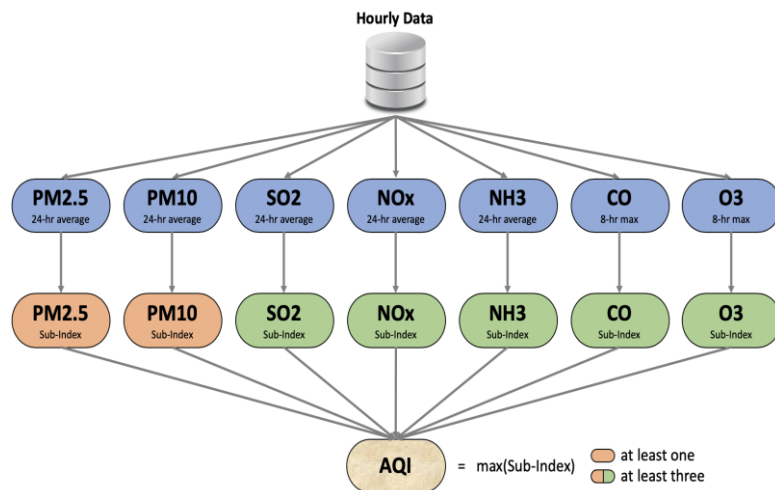 Hourly Data
PM2.5 PM10 SO2 NOx NH3 CO O3
24-hr average 24-hr average 24-hr average 24-hr average 24-hr average 8-hr max 8-hr max
PM2.5 PM10 SO2 NOx NH3 CO O3
Sub-Index Sub-Index Sub-Index Sub-Index Sub-Index Sub-Index Sub-Index
AQI = max(Sub-Index)
at least one
at least three